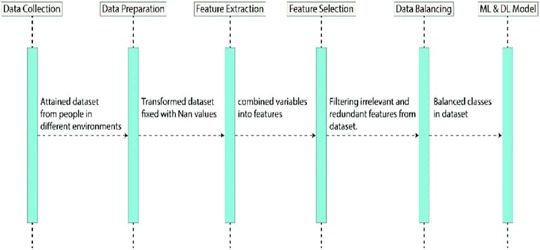 Data Collection
Data Preparation
Feature Extraction
Feature Selection
Data Balancing
ML & DL Model
Attained dataset
from people in
different environments
Transformed dataset
fixed with Nan values
combined variables
into features
Filtering irrelevant and
redundant features from
dataset.
Balanced classes
in dataset